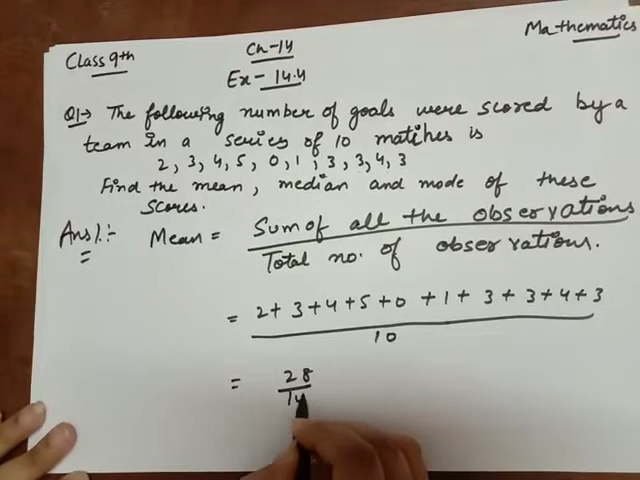 Class 9th
Ch-14
Mathematics
Ex- 14.4
Q1→ The following number of goals were scored by a
team in a series of 10 matches is
2, 3, 4, 5, 0, 1, 3, 3, 4, 3
Find the mean, median and mode of these
scores.
Ans1:- Mean = Sum of all the observations
Total no. of observations.
= 2+ 3+4+5+0 +1+ 3+ 3+4+3
10
= 28